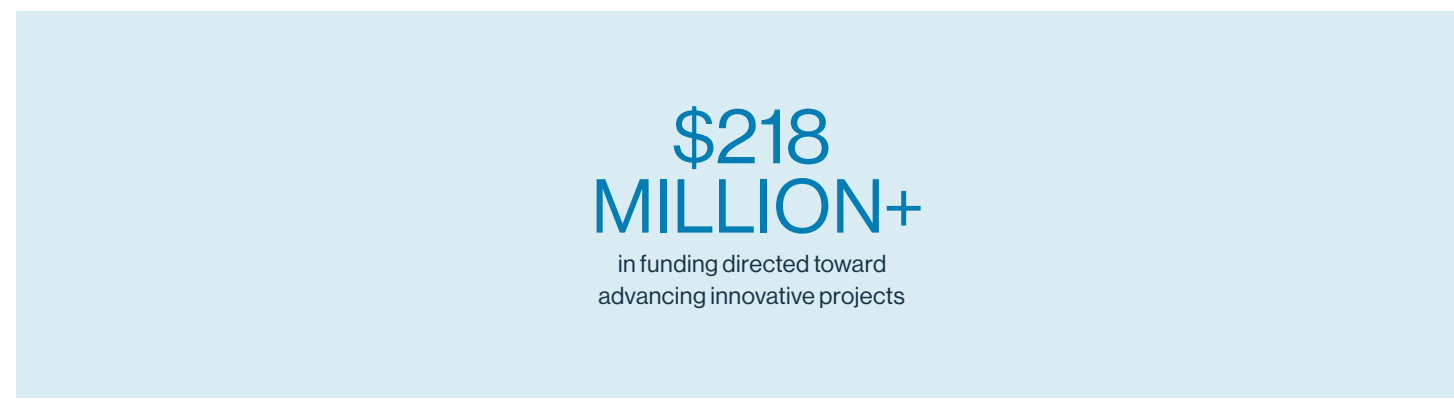 $218
MILLION+
in funding directed toward
advancing innovative projects